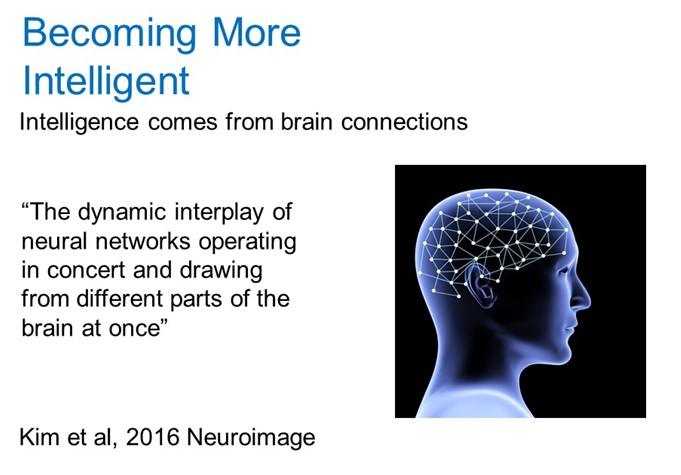 Becoming More
Intelligent
Intelligence comes from brain connections
“The dynamic interplay of
neural networks operating
in concert and drawing
from different parts of the
brain at once”
Kim et al, 2016 Neuroimage